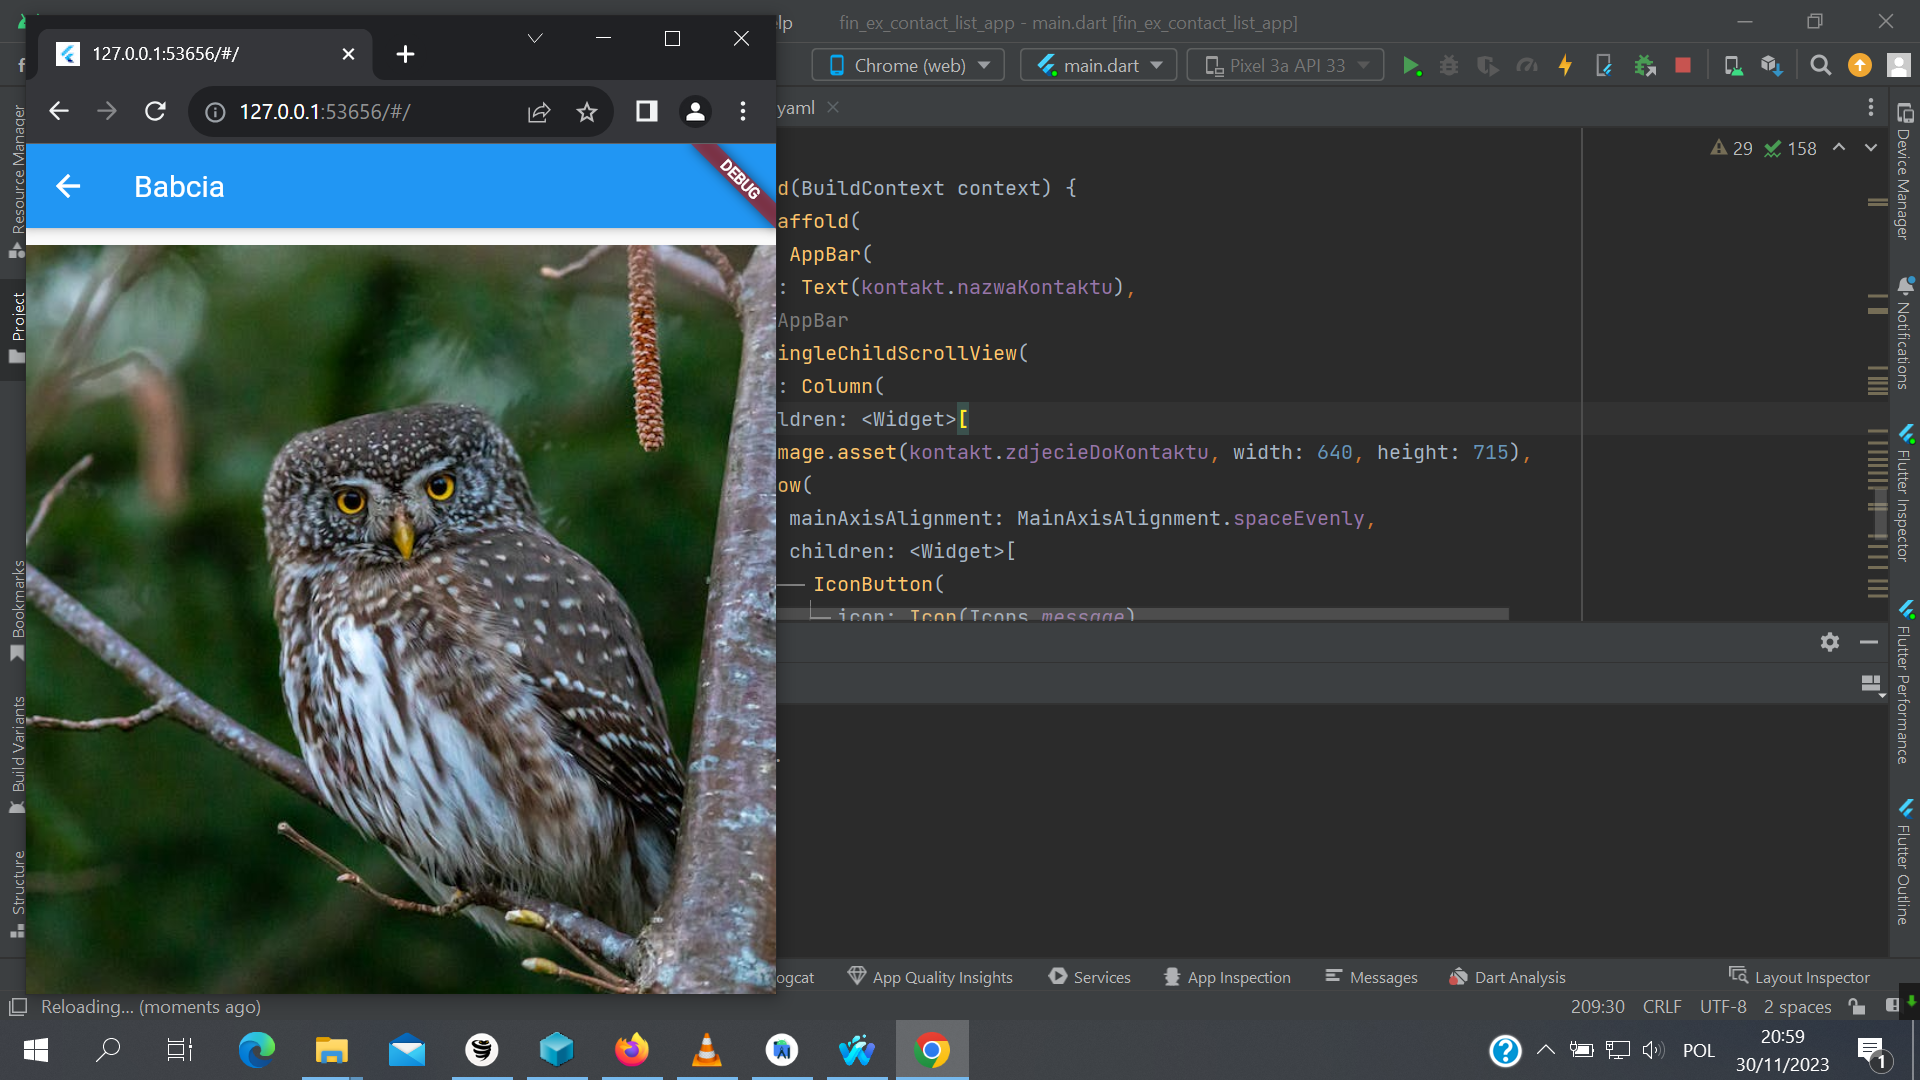 lp
fin_ex_contact_list_app - main.dart [fin_ex_contact_list_app]
127.0.0.1:53656/#/
Chrome (web)
main.dart
Pixel 3a API 33
127.0.0.1:53656/#/
yaml
Babcia
DEBUG
29
158
d(BuildContext context) {
affold(
AppBar(
: Text(kontakt.nazwaKontaktu),
AppBar
ingleChildScrollView(
: Column(
ldren: <Widget>[
mage.asset(kontakt.zdjecieDoKontaktu, width: 640, height: 715),
ow(
mainAxisAlignment: MainAxisAlignment.spaceEvenly,
children: <Widget>[
IconButton(
icon: Icon(Icons.message)
Resource Manager
Project
Bookmarks
Build Variants
Structure
Device Manager
Notifications
Flutter Inspector
Flutter Performance
Flutter Outline
ogcat
App Quality Insights
Services
App Inspection
Messages
Dart Analysis
Layout Inspector
Reloading... (moments ago)
209:30
CRLF
UTF-8
2 spaces
POL
20:59
30/11/2023
1